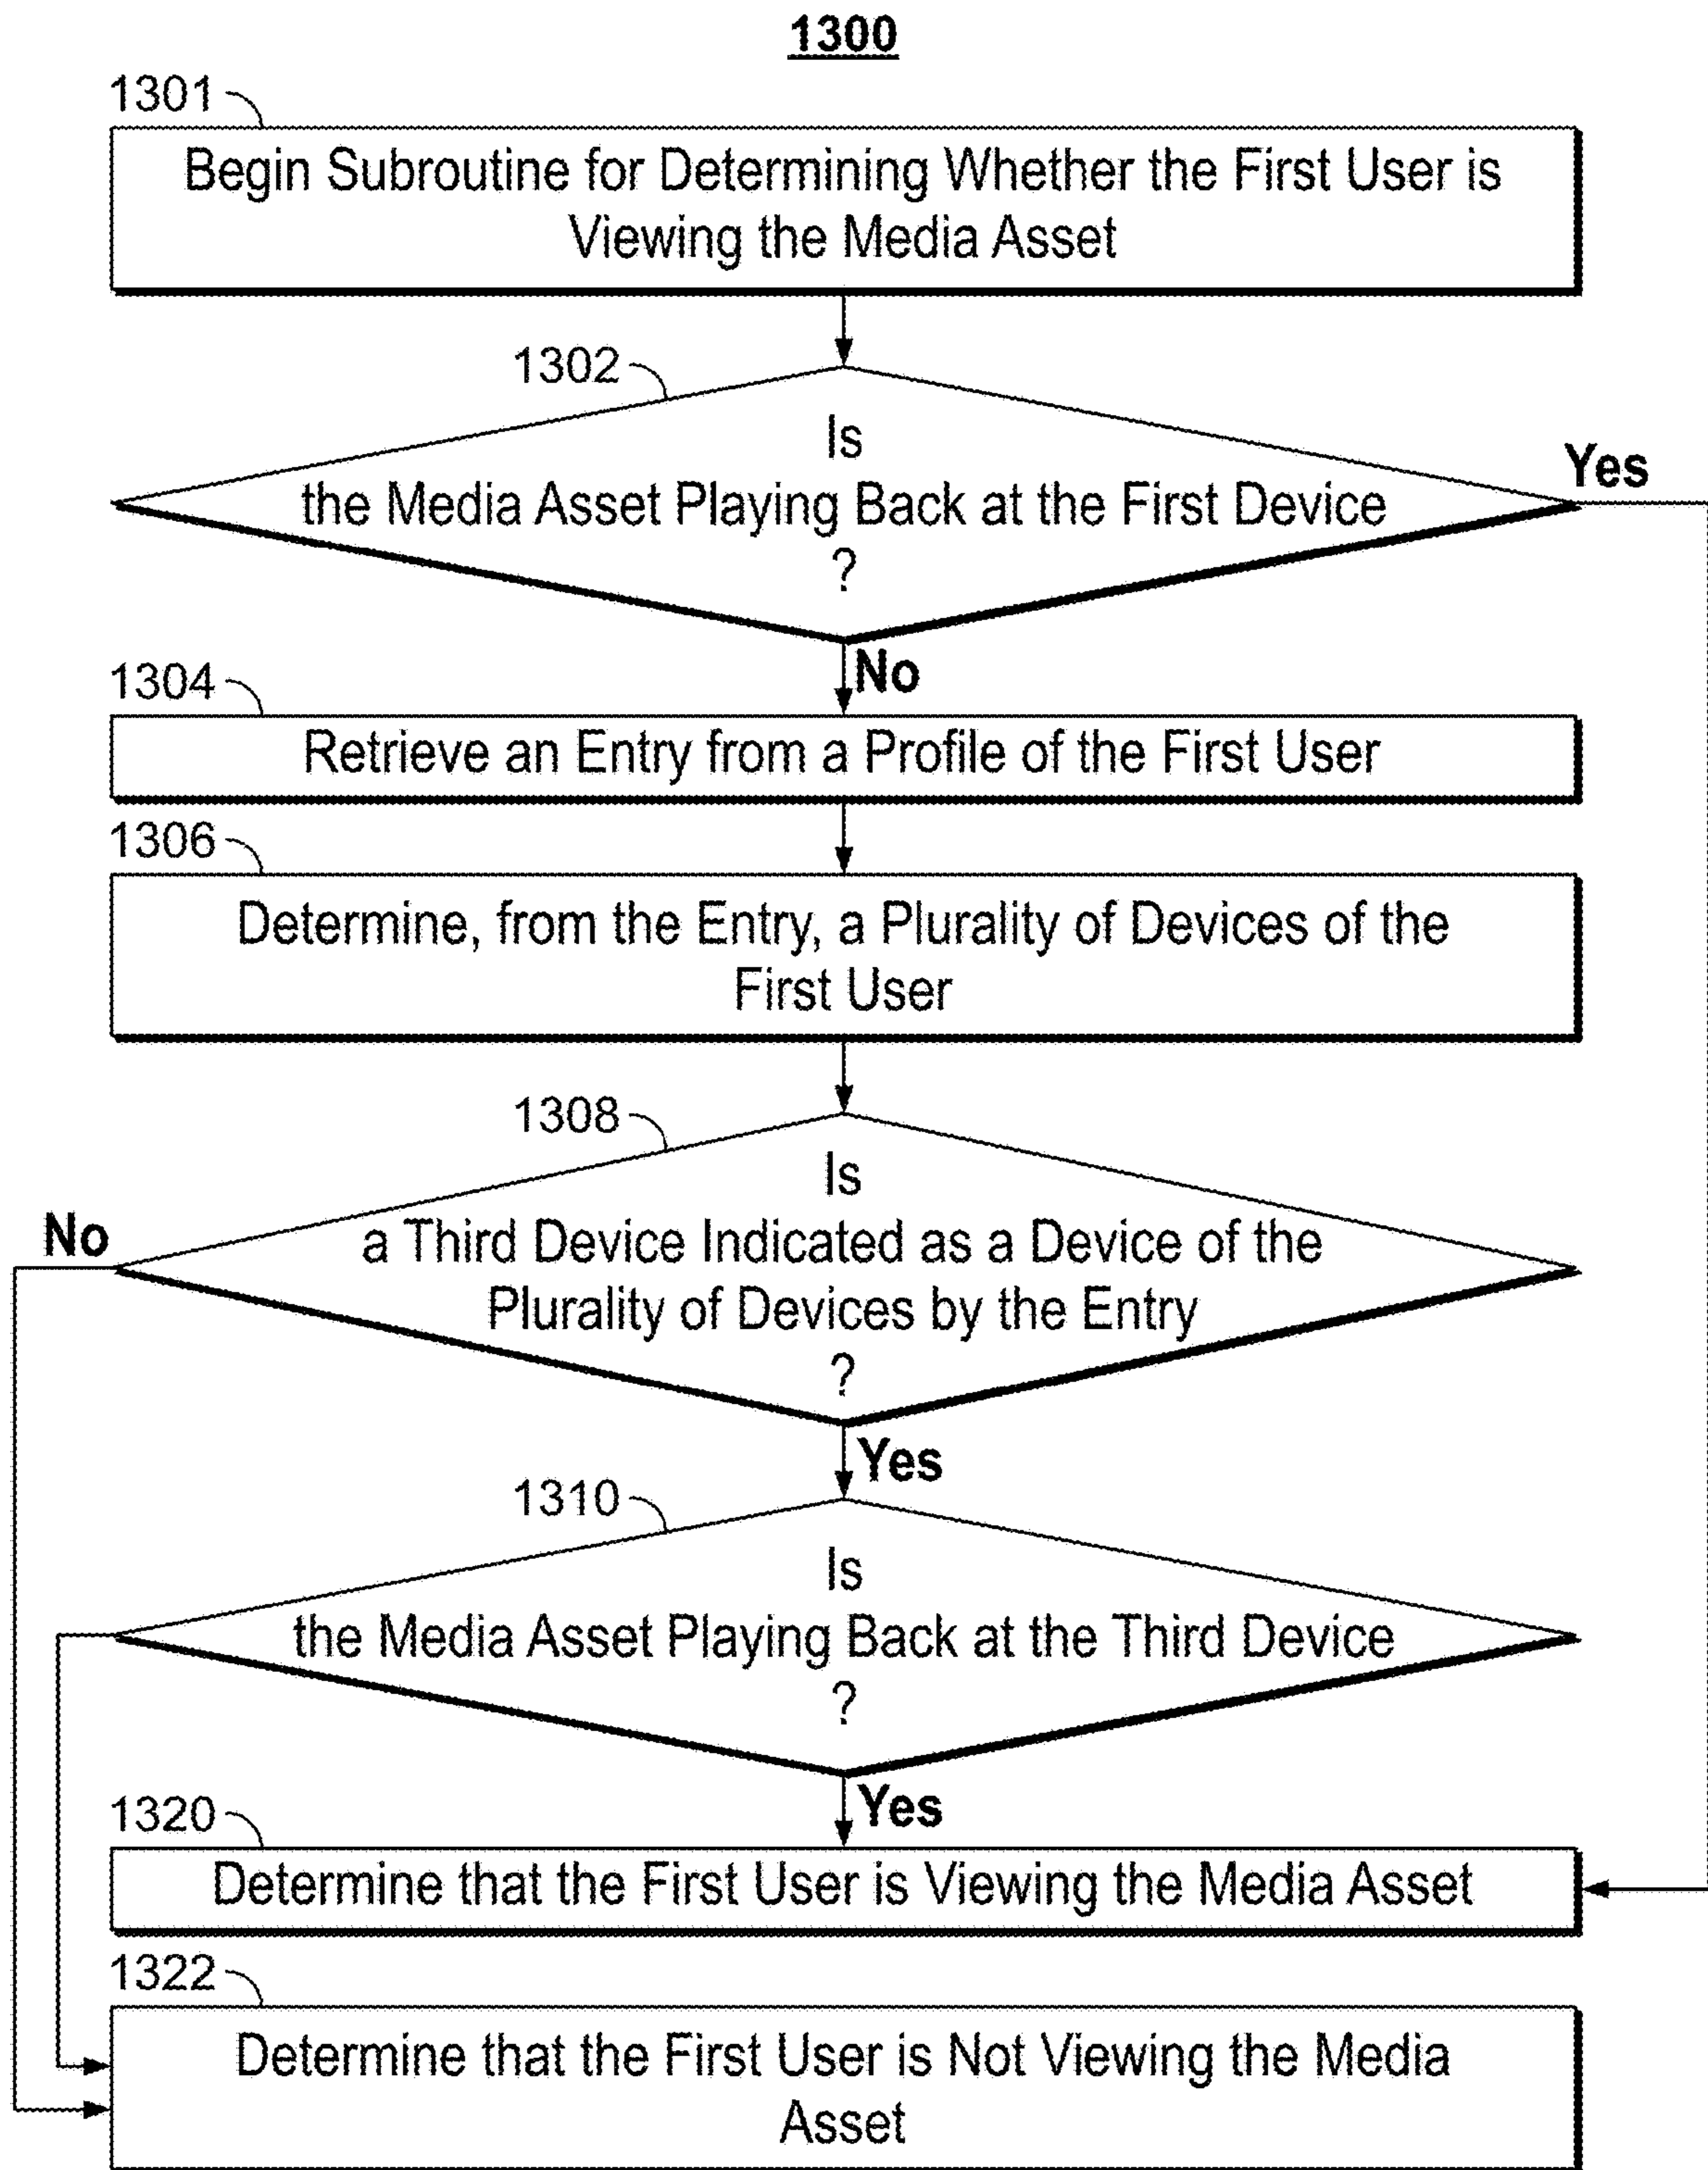 1300
1301
Begin Subroutine for Determining Whether the First User is
Viewing the Media Asset
1302
Is
the Media Asset Playing Back at the First Device
?
Yes
No
1304
Retrieve an Entry from a Profile of the First User
1306
Determine, from the Entry, a Plurality of Devices of the
First User
1308
Is
a Third Device Indicated as a Device of the
Plurality of Devices by the Entry
?
No
Yes
1310
Is
the Media Asset Playing Back at the Third Device
?
Yes
1320
Determine that the First User is Viewing the Media Asset
1322
Determine that the First User is Not Viewing the Media
Asset